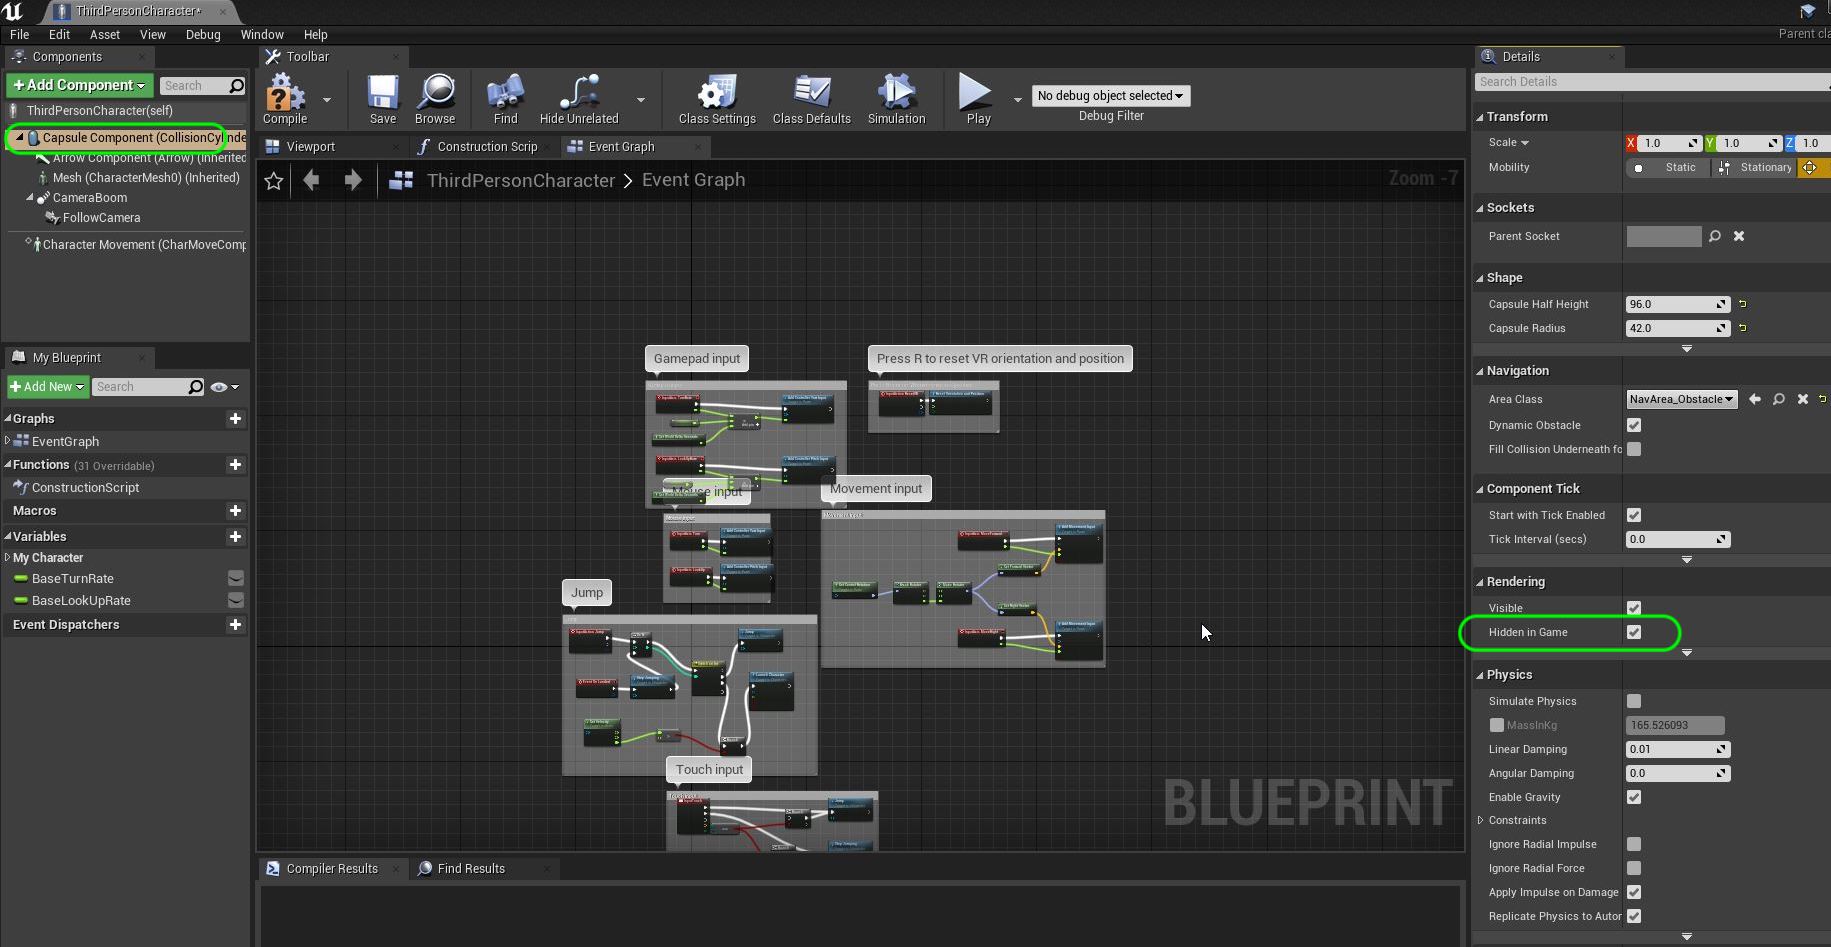 ThirdPersonCharacter*
File Edit Asset View Debug Window Help
Parent cla
Components
+ Add Component
Search
ThirdPersonCharacter(self)
Capsule Component (CollisionCylinde
Arrow Component (Arrow) (Inherited
Mesh (CharacterMesh0) (Inherited)
CameraBoom
FollowCamera
Character Movement (CharMoveComp
My Blueprint
+ Add New
Search
Graphs
EventGraph
Functions (31 Overridable)
ConstructionScript
Macros
Variables
My Character
BaseTurnRate
BaseLookUpRate
Event Dispatchers
Toolbar
Compile
Save
Browse
Find
Hide Unrelated
Class Settings
Class Defaults
Simulation
Play
No debug object selected
Debug Filter
Viewport
Construction Scrip
Event Graph
ThirdPersonCharacter > Event Graph
Zoom -7
Gamepad input
Press R to reset VR orientation and position
Mouse input
Movement input
Jump
Touch input
BLUEPRINT
Compiler Results
Find Results
Details
Search Details
Transform
Scale X 1.0 Y 1.0 Z 1.0
Mobility Static Stationary
Sockets
Parent Socket
Shape
Capsule Half Height 96.0
Capsule Radius 42.0
Navigation
Area Class NavArea_Obstacle
Dynamic Obstacle
Fill Collision Underneath fo
Component Tick
Start with Tick Enabled
Tick Interval (secs) 0.0
Rendering
Visible
Hidden in Game
Physics
Simulate Physics
MassInKg 165.526093
Linear Damping 0.01
Angular Damping 0.0
Enable Gravity
Constraints
Ignore Radial Impulse
Ignore Radial Force
Apply Impulse on Damage
Replicate Physics to Autor